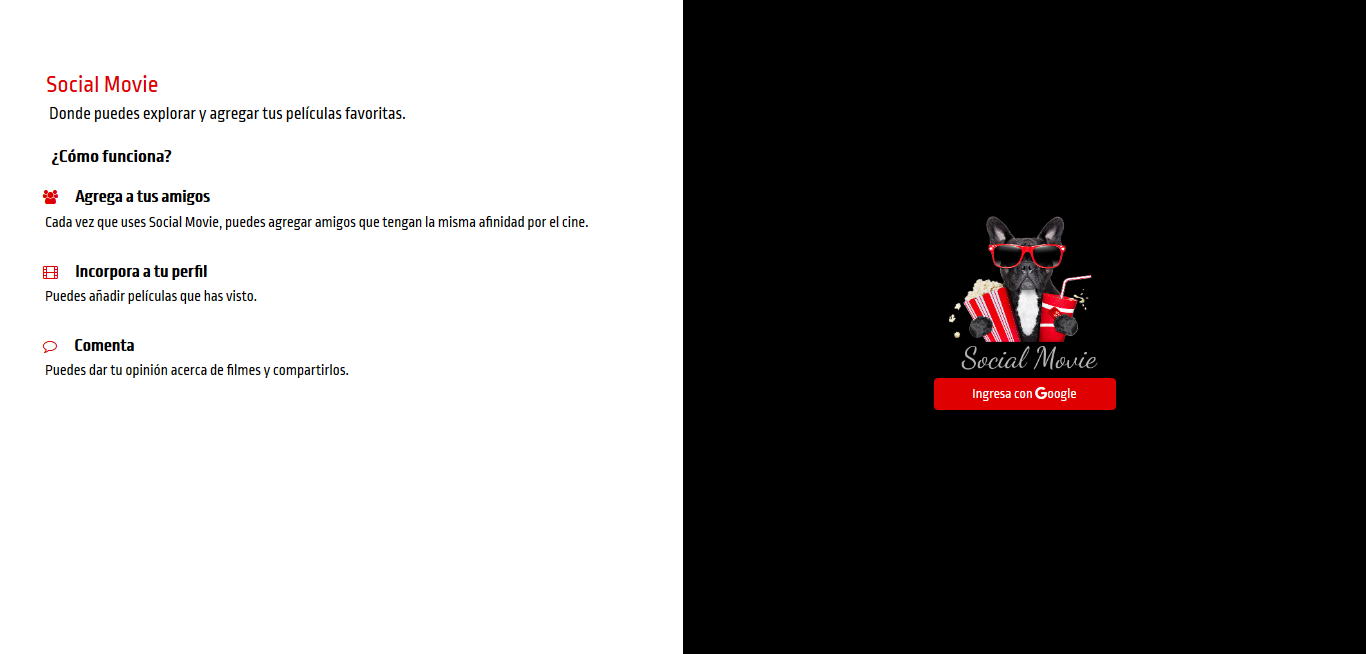 Social Movie
Donde puedes explorar y agregar tus películas favoritas.
¿Cómo funciona?
Agrega a tus amigos
Cada vez que uses Social Movie, puedes agregar amigos que tengan la misma afinidad por el cine.
Incorpora a tu perfil
Puedes añadir películas que has visto.
Comenta
Puedes dar tu opinión acerca de filmes y compartirlos.
Social Movie
Ingresa con Google